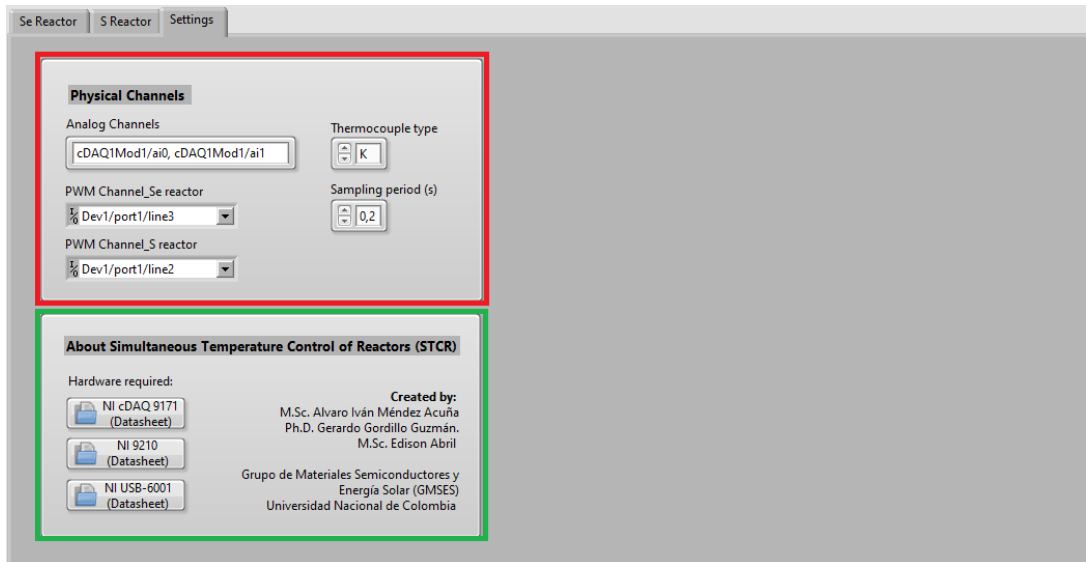 Se Reactor
S Reactor
Settings
Physical Channels
Analog Channels
cDAQ1Mod1/ai0, cDAQ1Mod1/ai1
Thermocouple type
K
PWM Channel_Se reactor
Dev1/port1/line3
Sampling period (s)
0,2
PWM Channel_S reactor
Dev1/port1/line2
About Simultaneous Temperature Control of Reactors (STCR)
Hardware required:
NI cDAQ 9171
(Datasheet)
NI 9210
(Datasheet)
NI USB-6001
(Datasheet)
Created by:
M.Sc. Alvaro Iván Méndez Acuña
Ph.D. Gerardo Gordillo Guzmán.
M.Sc. Edison Abril
Grupo de Materiales Semiconductores y
Energía Solar (GMSES)
Universidad Nacional de Colombia